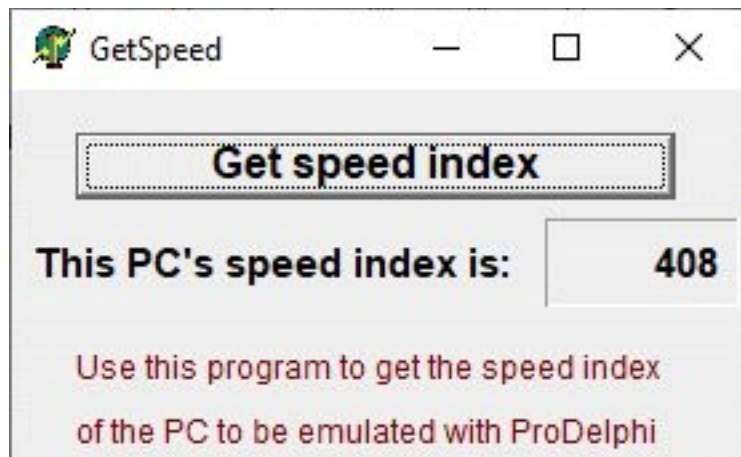 GetSpeed
Get speed index
This PC's speed index is: 408
Use this program to get the speed index
of the PC to be emulated with ProDelphi